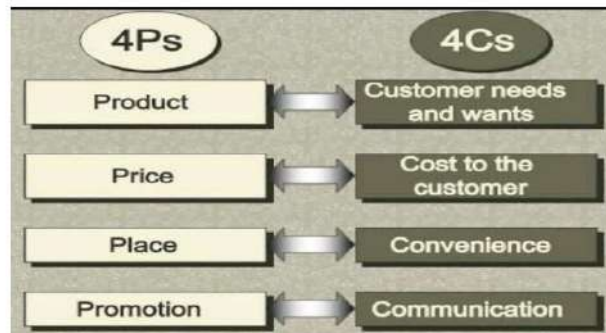 4Ps 4Cs
Product Customer needs
and wants
Price Cost to the
customer
Place Convenience
Promotion Communication